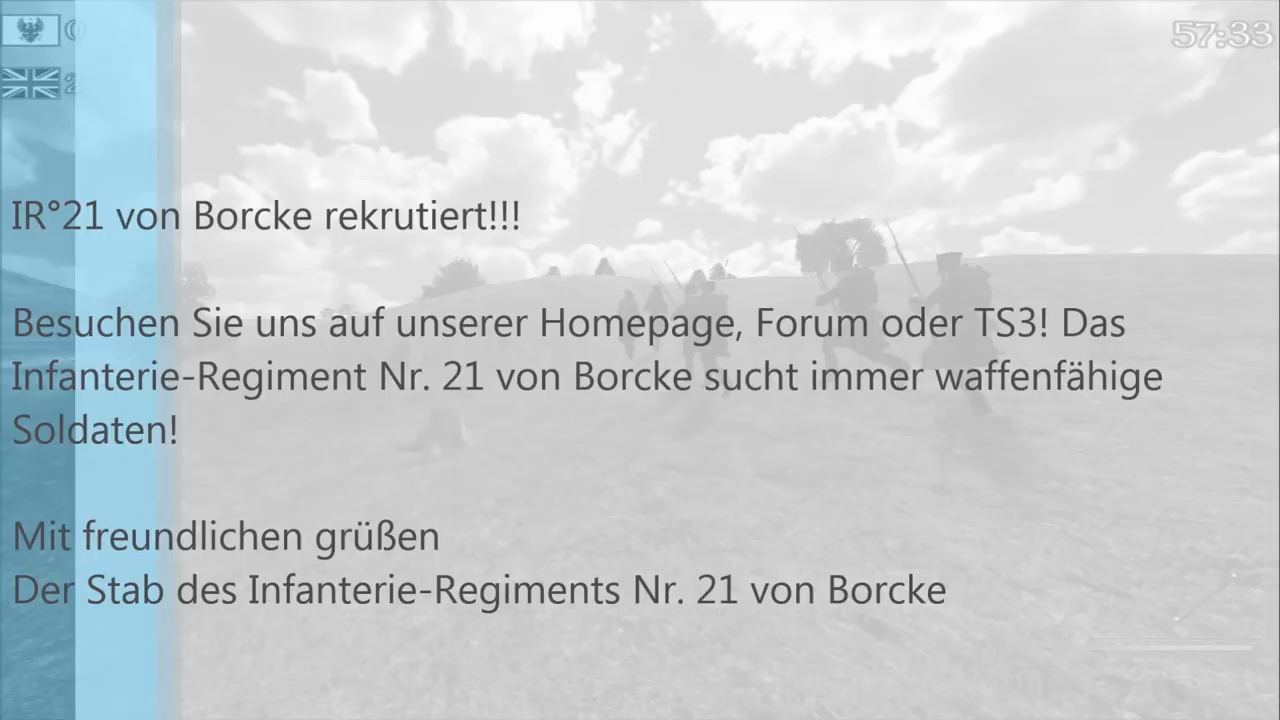 57:33
IR°21 von Borcke rekrutiert!!!
Besuchen Sie uns auf unserer Homepage, Forum oder TS3! Das
Infanterie-Regiment Nr. 21 von Borcke sucht immer waffenfähige
Soldaten!
Mit freundlichen grüßen
Der Stab des Infanterie-Regiments Nr. 21 von Borcke